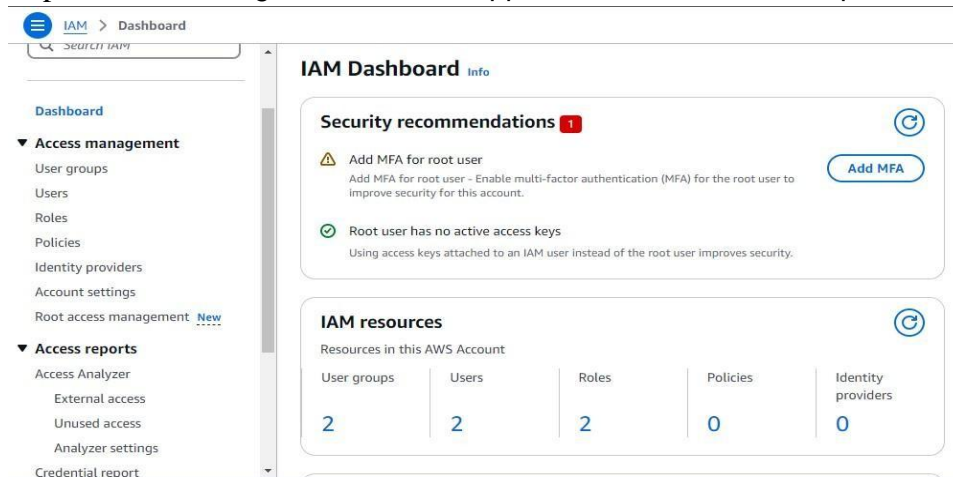 IAM > Dashboard
Search IAM
Dashboard
Access management
User groups
Users
Roles
Policies
Identity providers
Account settings
Root access management New
Access reports
Access Analyzer
External access
Unused access
Analyzer settings
Credential report
IAM Dashboard Info
Security recommendations 1
Add MFA for root user
Add MFA for root user - Enable multi-factor authentication (MFA) for the root user to
improve security for this account.
Add MFA
Root user has no active access keys
Using access keys attached to an IAM user instead of the root user improves security.
IAM resources
Resources in this AWS Account
User groups
2
Users
2
Roles
2
Policies
0
Identity
providers
0